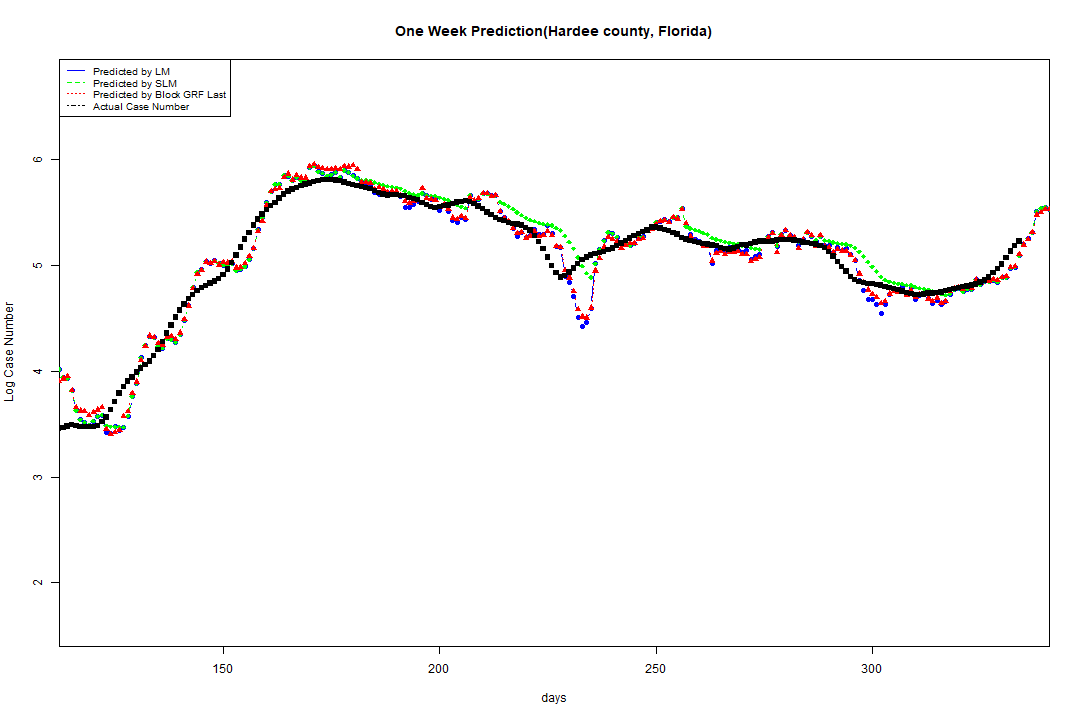 One Week Prediction(Hardee county, Florida)
Predicted by LM
Predicted by SLM
Predicted by Block GRF Last
Actual Case Number
6
5
4
3
2
Log Case Number
150 200 250 300
days